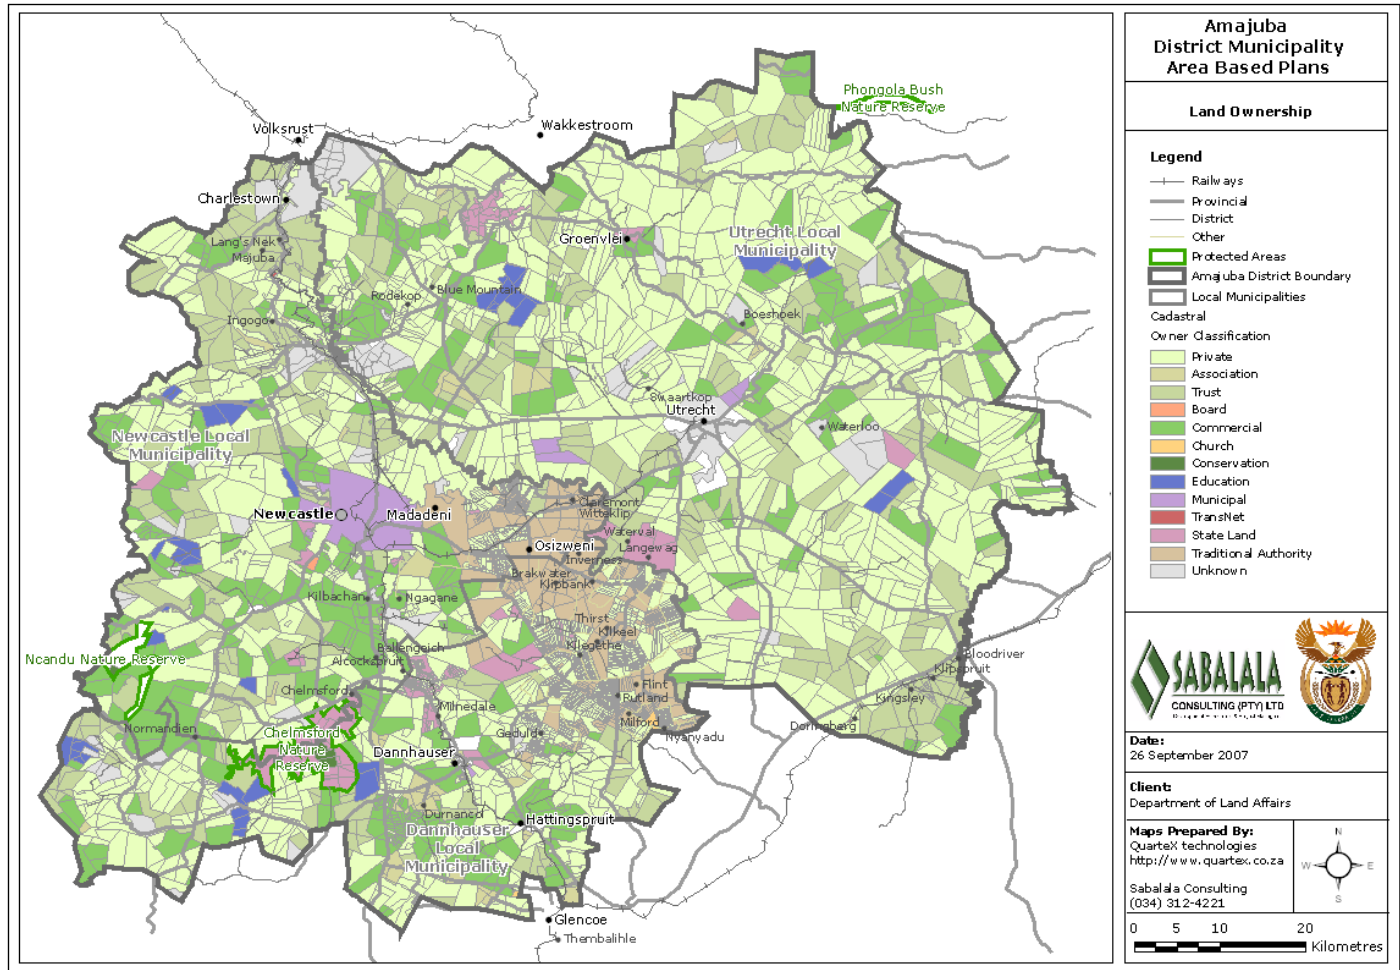 Amajuba
District Municipality
Area Based Plans
Land Ownership
Legend
Railways
Provincial
District
Other
Protected Areas
Amajuba District Boundary
Local Municipalities
Cadastral
Owner Classification
Private
Association
Trust
Board
Commercial
Church
Conservation
Education
Municipal
TransNet
State Land
Traditional Authority
Unknown
SABALALA
CONSULTING (PTY) LTD
Date:
26 September 2007
Client:
Department of Land Affairs
Maps Prepared By:
QuarteX technologies
http://www.quartex.co.za
Sabalala Consulting
(034) 312-4221
N
W
E
S
0 5 10 20
Kilometres
Phongola Bush
Nature Reserve
Volksrust
Wakkestroom
Charlestown
Lang's Nek
Majuba
Groenvlei
Utrecht Local
Municipality
Blue Mountain
Rodekop
Ingogo
Boeshoek
Swaartkop
Utrecht
Waterloo
Newcastle Local
Municipality
Newcastle
Madadeni
Claremont
Witteklip
Waterval
Langewag
Osizweni
Inverness
Brakwater
Klipbank
Kilbachan
Ngagane
Thirst
Kilkeel
Kliegethe
Ballengeich
Alcockspruit
Ncandu Nature Reserve
Bloodriver
Klipspruit
Chelmsford
Flint
Rutland
Kingsley
Milnedale
Milford
Doringberg
Normandien
Chelmsford
Nature
Reserve
Geduld
Nyanyadu
Dannhauser
Durnacol
Hattingspruit
Dannhauser
Local
Municipality
Glencoe
Thembalihle